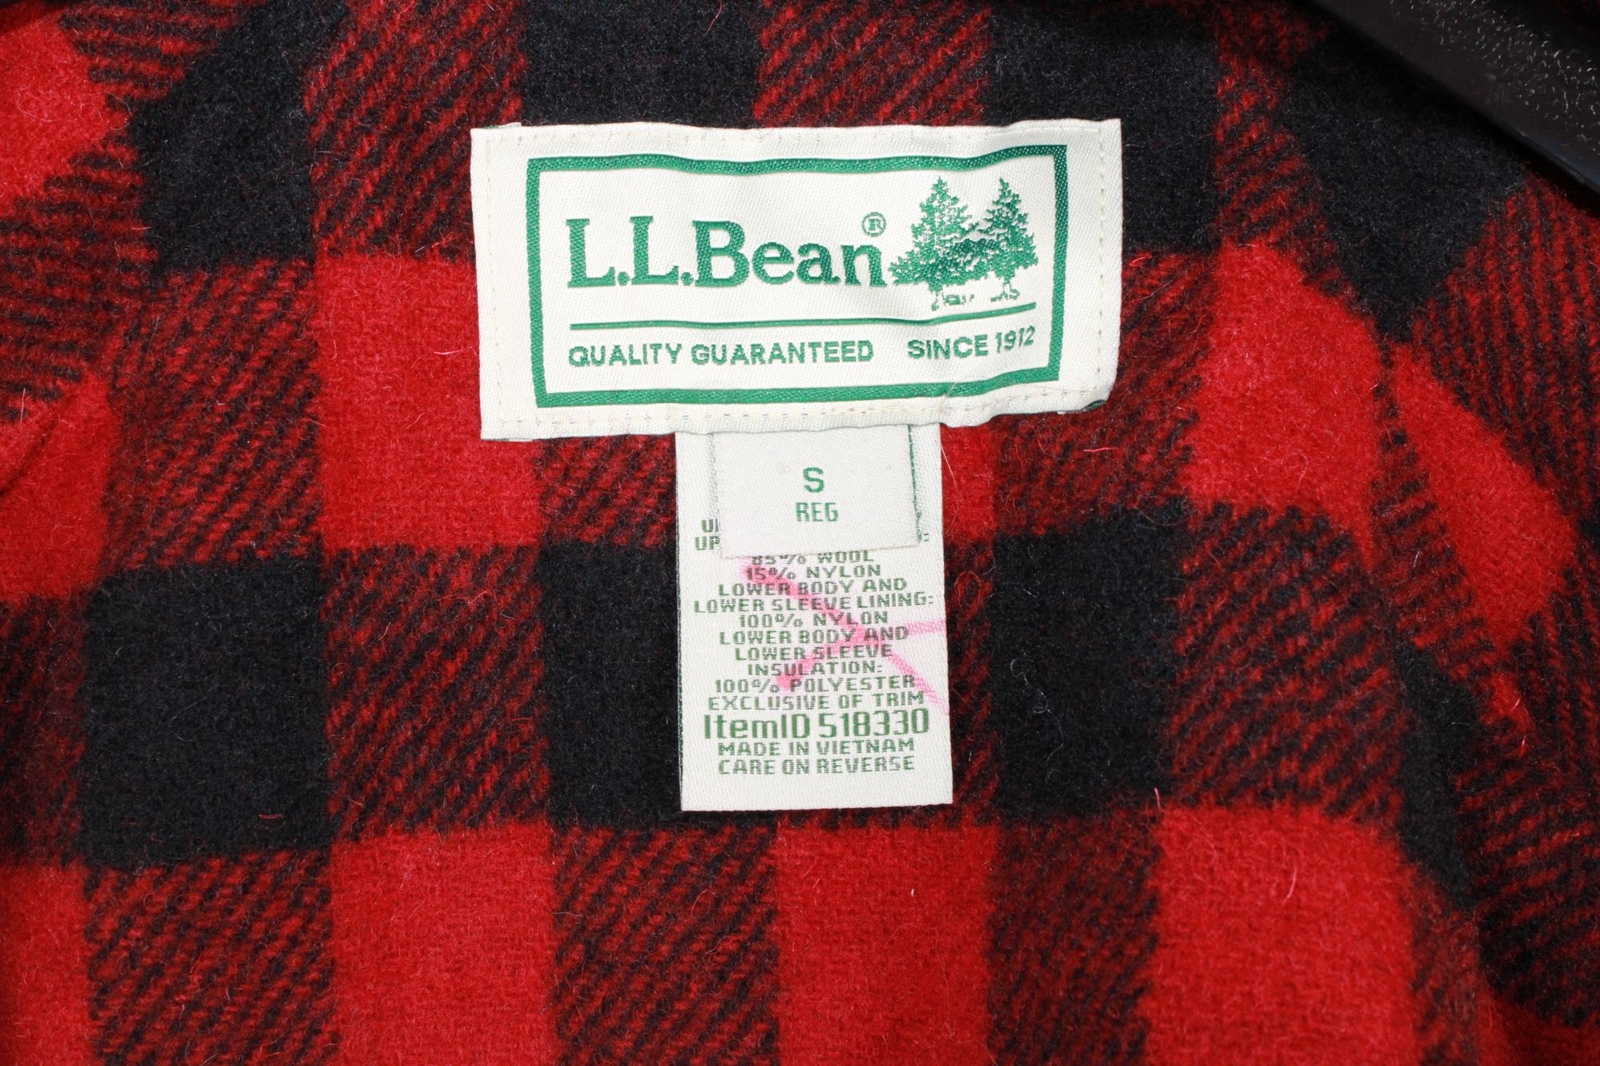 L.L.Bean®
QUALITY GUARANTEED SINCE 1912
S
REG
85% WOOL
15% NYLON
LOWER BODY AND
LOWER SLEEVE LINING:
100% NYLON
LOWER BODY AND
LOWER SLEEVE
INSULATION:
100% POLYESTER
EXCLUSIVE OF TRIM
ItemID 518330
MADE IN VIETNAM
CARE ON REVERSE